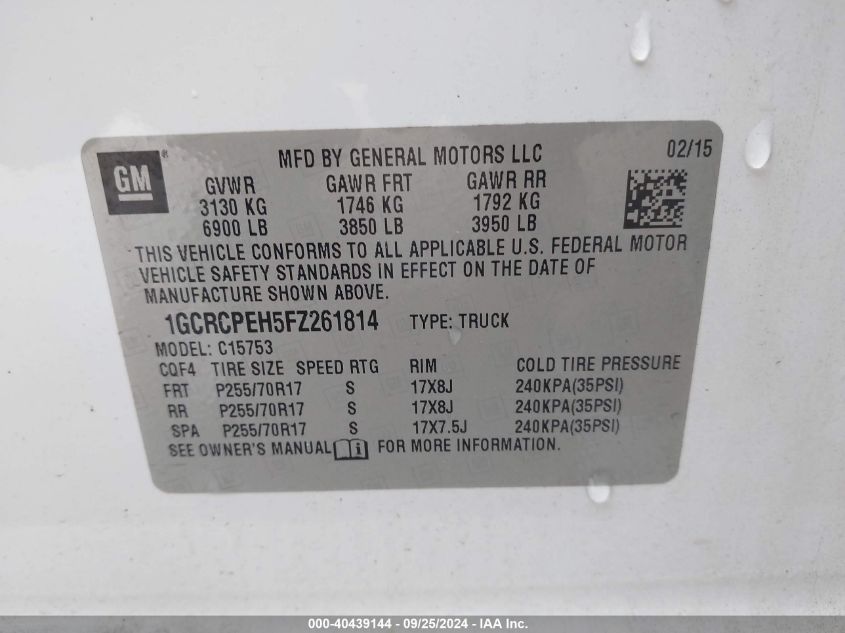 GM ® MFD BY GENERAL MOTORS LLC 02/15
GVWR GAWR FRT GAWR RR
3130 KG 1746 KG 1792 KG
6900 LB 3850 LB 3950 LB
THIS VEHICLE CONFORMS TO ALL APPLICABLE U.S. FEDERAL MOTOR
VEHICLE SAFETY STANDARDS IN EFFECT ON THE DATE OF
MANUFACTURE SHOWN ABOVE.
1GCRCPEH5FZ261814 TYPE: TRUCK
MODEL: C15753
CQF4 TIRE SIZE SPEED RTG RIM COLD TIRE PRESSURE
FRT P255/70R17 S 17X8J 240KPA(35PSI)
RR P255/70R17 S 17X8J 240KPA(35PSI)
SPA P255/70R17 S 17X7.5J 240KPA(35PSI)
SEE OWNER'S MANUAL FOR MORE INFORMATION.
000-40439144 - 09/25/2024 - IAA Inc.